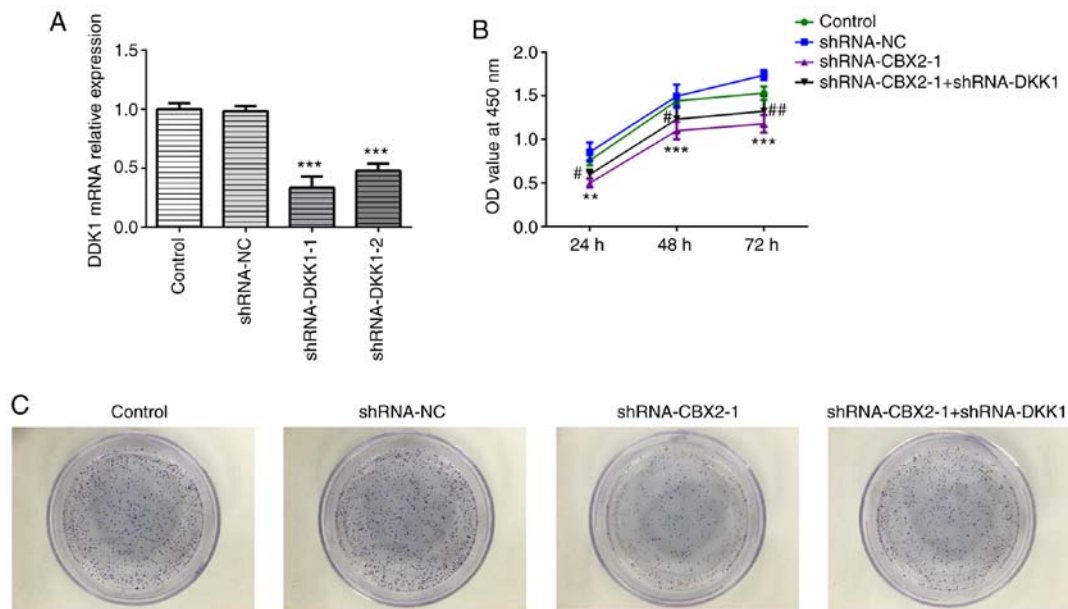 A
DDK1 mRNA relative expression
1.5
1.0
0.5
0.0
Control
shRNA-NC
shRNA-DKK1-1
shRNA-DKK1-2
***
***
B
OD value at 450 nm
2.0
1.5
1.0
0.5
0.0
24 h
48 h
72 h
#
**
#
***
##
***
Control
shRNA-NC
shRNA-CBX2-1
shRNA-CBX2-1+shRNA-DKK1
C
Control
shRNA-NC
shRNA-CBX2-1
shRNA-CBX2-1+shRNA-DKK1